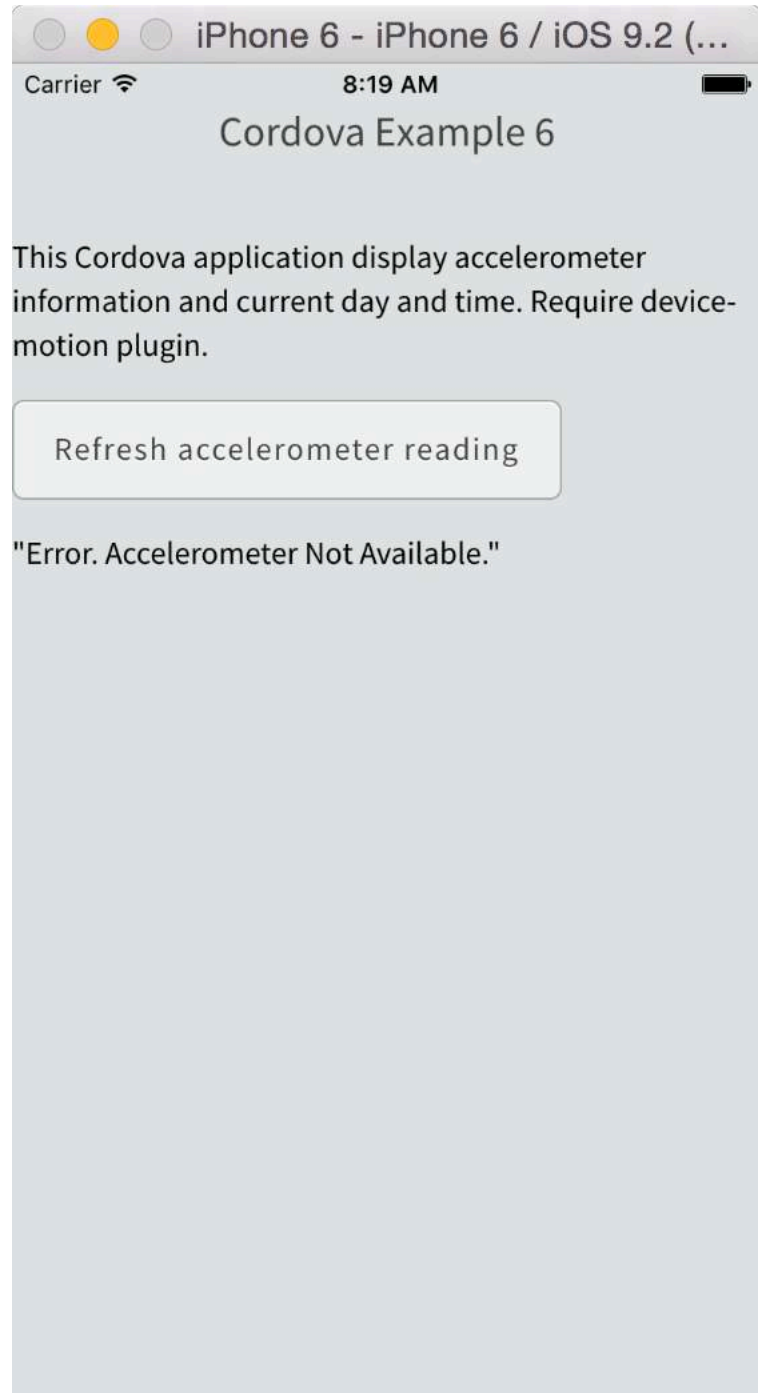 iPhone 6 - iPhone 6 / iOS 9.2 (...
Carrier 8:19 AM
Cordova Example 6
This Cordova application display accelerometer
information and current day and time. Require device-
motion plugin.
Refresh accelerometer reading
"Error. Accelerometer Not Available."